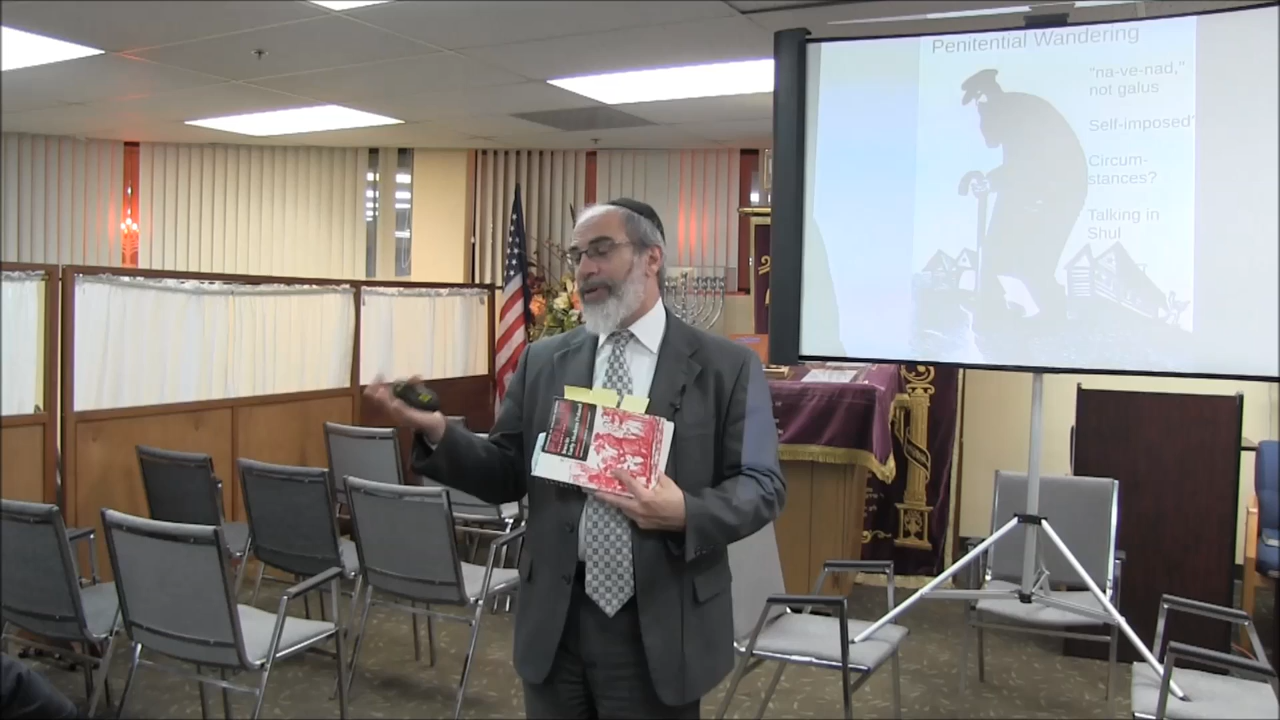 Penitential Wandering
"na-ve-nad,"
not galus
Self-imposed
Circum-
stances?
Talking in
Shul